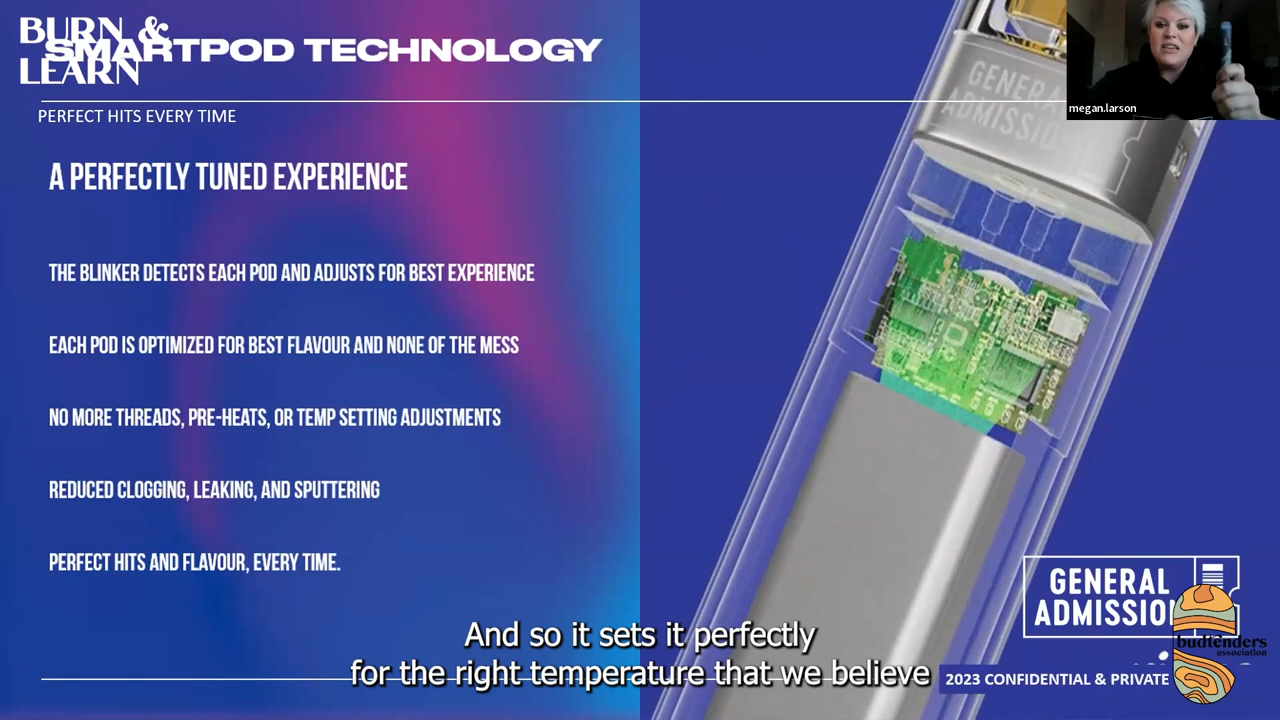 BURN &
LEARN
SMARTPOD TECHNOLOGY
PERFECT HITS EVERY TIME
A PERFECTLY TUNED EXPERIENCE
THE BLINKER DETECTS EACH POD AND ADJUSTS FOR BEST EXPERIENCE
EACH POD IS OPTIMIZED FOR BEST FLAVOUR AND NONE OF THE MESS
NO MORE THREADS, PRE-HEATS, OR TEMP SETTING ADJUSTMENTS
REDUCED CLOGGING, LEAKING, AND SPUTTERING
PERFECT HITS AND FLAVOUR, EVERY TIME.
GENERAL
ADMISSIO
megan.larson
GENERAL
ADMISSIO
budtenders
association
And so it sets it perfectly
for the right temperature that we believe
2023 CONFIDENTIAL & PRIVATE